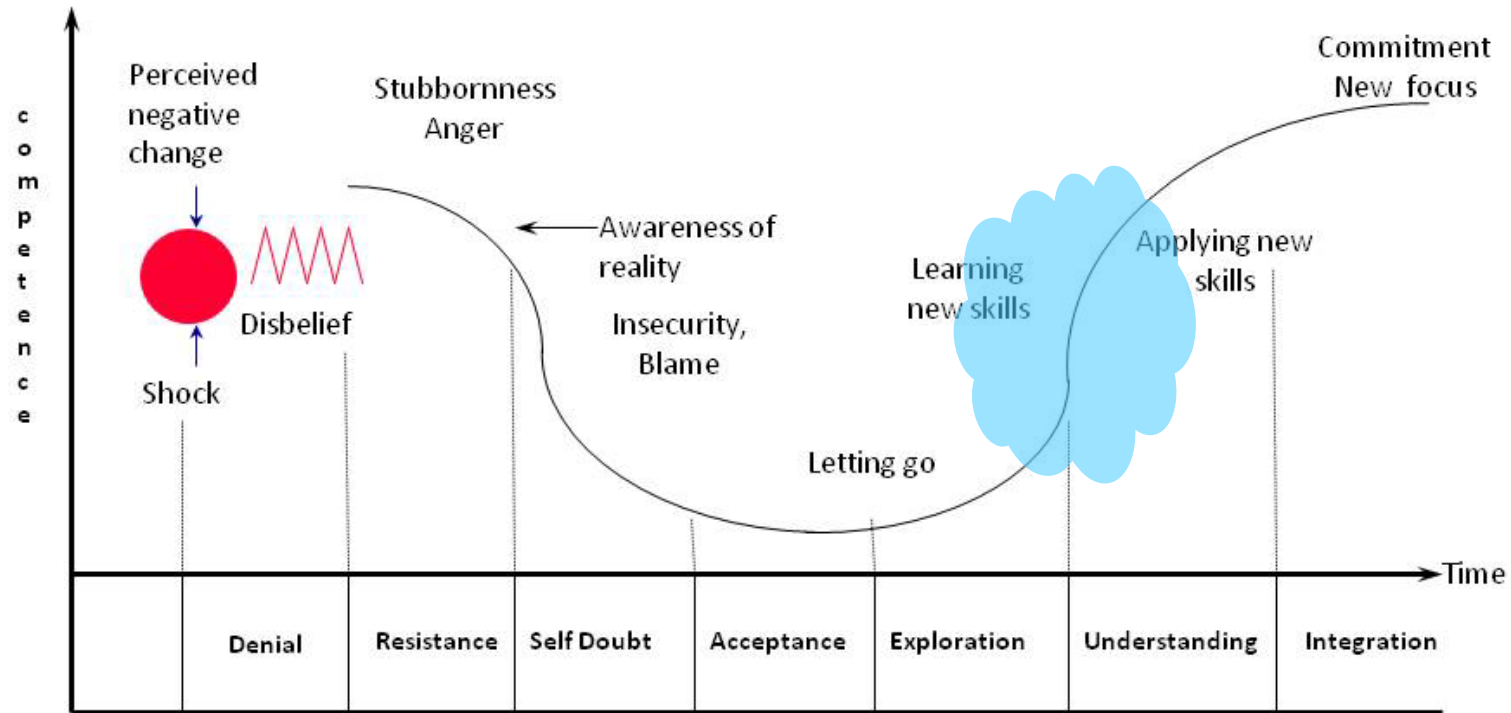 competence
Perceived
negative
change
Shock
Disbelief
Stubbornness
Anger
Awareness of
reality
Insecurity,
Blame
Letting go
Learning
new skills
Applying new
skills
Commitment
New focus
Time
Denial
Resistance
Self Doubt
Acceptance
Exploration
Understanding
Integration